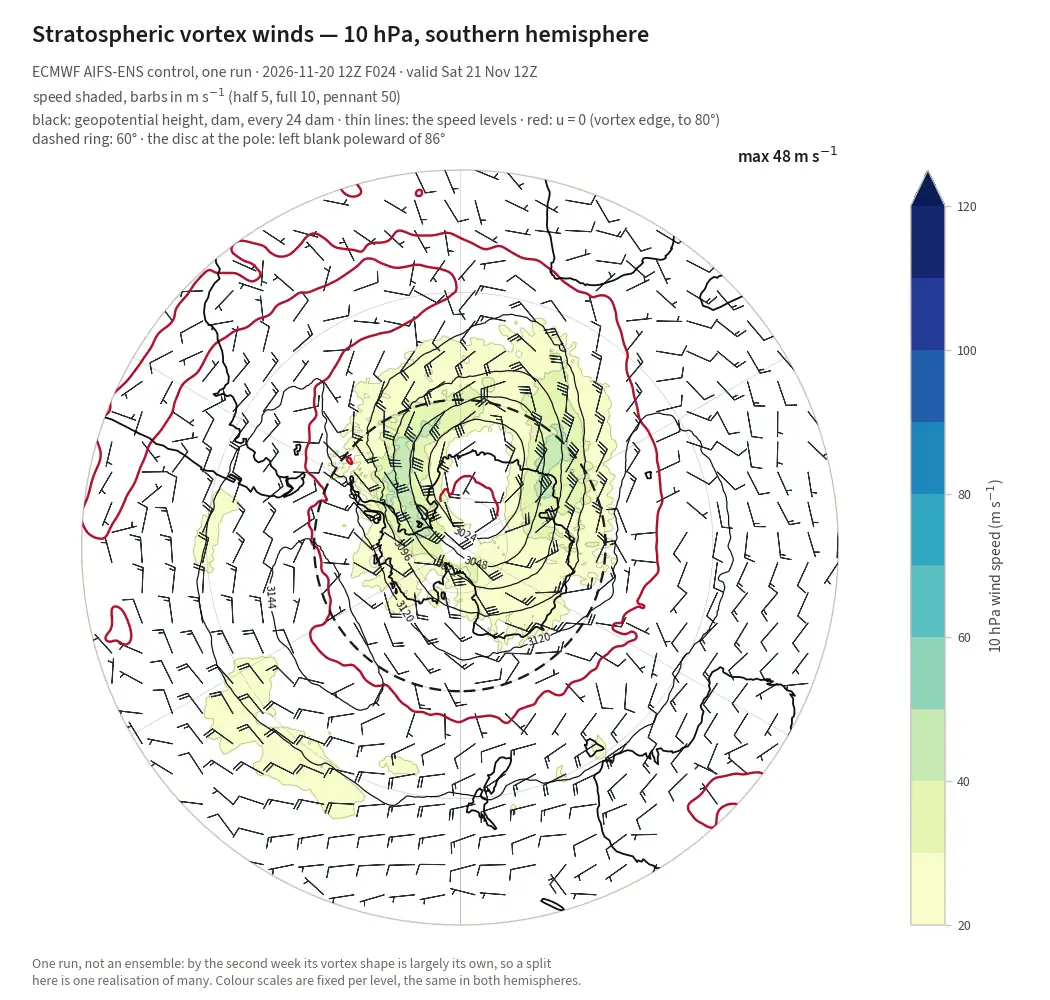 Stratospheric vortex winds — 10 hPa, southern hemisphere
ECMWF AIFS-ENS control, one run · 2026-11-20 12Z F024 · valid Sat 21 Nov 12Z
speed shaded, barbs in m s⁻¹ (half 5, full 10, pennant 50)
black: geopotential height, dam, every 24 dam · thin lines: the speed levels · red: u = 0 (vortex edge, to 80°)
dashed ring: 60° · the disc at the pole: left blank poleward of 86°
max 48 m s⁻¹
120
100
80
60
40
20
10 hPa wind speed (m s⁻¹)
3024
3048
3096
3120
3120
3144
One run, not an ensemble: by the second week its vortex shape is largely its own, so a split
here is one realisation of many. Colour scales are fixed per level, the same in both hemispheres.